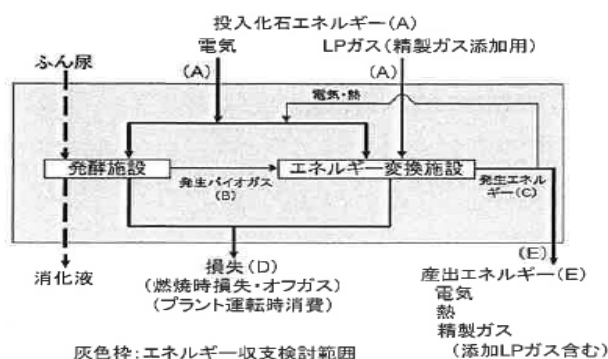 投入化石エネルギー(A)
電気
LPガス(精製ガス添加用)
ふん尿
(A)
(A)
電気・熱
発酵施設
エネルギー変換施設
発生バイオガス
(B)
発生エネル
ギー(C)
(E)
消化液
損失(D)
(燃焼時損失・オフガス)
(プラント運転時消費)
産出エネルギー(E)
電気
熱
精製ガス
(添加LPガス含む)
灰色枠:エネルギー収支検討範囲